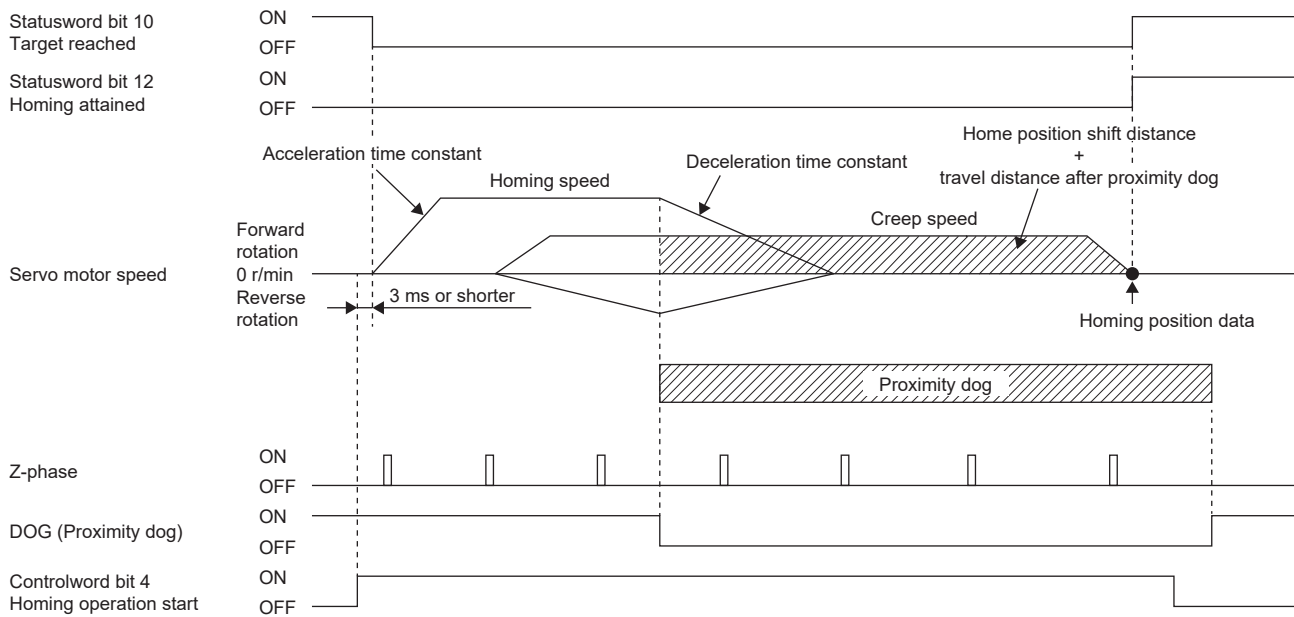 Statusword bit 10
Target reached
ON
OFF
Statusword bit 12
Homing attained
ON
OFF
Acceleration time constant
Homing speed
Deceleration time constant
Home position shift distance
+
travel distance after proximity dog
Creep speed
Servo motor speed
Forward
rotation
0 r/min
Reverse
rotation
3 ms or shorter
Homing position data
Proximity dog
Z-phase
ON
OFF
DOG (Proximity dog)
ON
OFF
Controlword bit 4
Homing operation start
ON
OFF